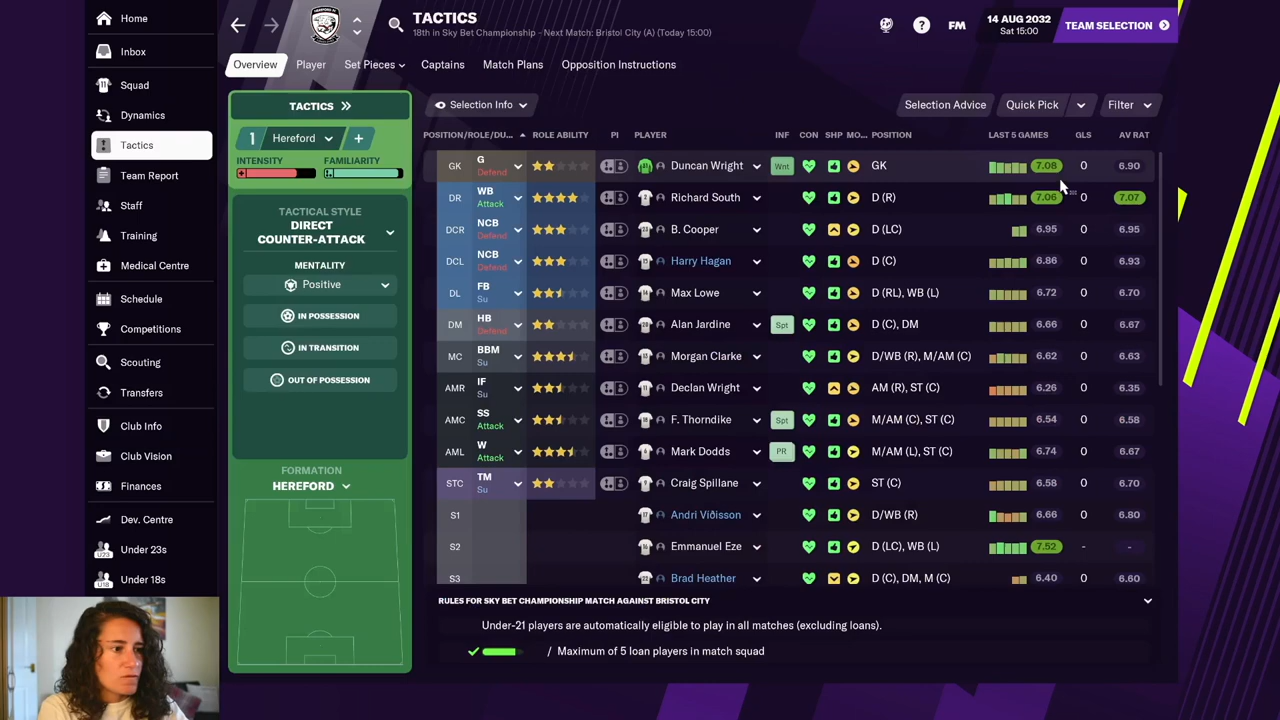 Home
Inbox
Squad
Dynamics
Tactics
Team Report
Staff
Training
Medical Centre
Schedule
Competitions
Scouting
Transfers
Club Info
Club Vision
Finances
Dev. Centre
Under 23s
Under 18s
TACTICS
18th in Sky Bet Championship - Next Match: Bristol City (A) (Today 15:00)
FM
14 AUG 2032
Sat 15:00
TEAM SELECTION
Overview Player Set Pieces Captains Match Plans Opposition Instructions
TACTICS
1 Hereford +
INTENSITY FAMILIARITY
TACTICAL STYLE
DIRECT
COUNTER-ATTACK
MENTALITY
Positive
IN POSSESSION
IN TRANSITION
OUT OF POSSESSION
FORMATION
HEREFORD
Selection Info Selection Advice Quick Pick Filter
POSITION/ROLE/DU... ROLE ABILITY PI PLAYER INF CON SHP MO... POSITION LAST 5 GAMES GLS AV RAT
GK G Defend Duncan Wright Wnt GK 7.08 0 6.90
DR WB Attack 2 Richard South D (R) 7.06 0 7.07
DCR NCB Defend B. Cooper D (LC) 6.95 0 6.95
DCL NCB Defend Harry Hagan D (C) 6.86 0 6.93
DL FB Su Max Lowe D (RL), WB (L) 6.72 0 6.70
DM HB Defend Alan Jardine Spt D (C), DM 6.66 0 6.67
MC BBM Su Morgan Clarke D/WB (R), M/AM (C) 6.62 0 6.63
AMR IF Su 11 Declan Wright AM (R), ST (C) 6.26 0 6.35
AMC SS Attack F. Thorndike Spt M/AM (C), ST (C) 6.54 0 6.58
AML W Attack Mark Dodds PR M/AM (L), ST (C) 6.74 0 6.67
STC TM Su 9 Craig Spillane ST (C) 6.58 0 6.70
S1 17 Andri Viðisson D/WB (R) 6.66 0 6.80
S2 Emmanuel Eze D (LC), WB (L) 7.52 - -
S3 22 Brad Heather D (C), DM, M (C) 6.40 0 6.60
RULES FOR SKY BET CHAMPIONSHIP MATCH AGAINST BRISTOL CITY
Under-21 players are automatically eligible to play in all matches (excluding loans).
/ Maximum of 5 loan players in match squad